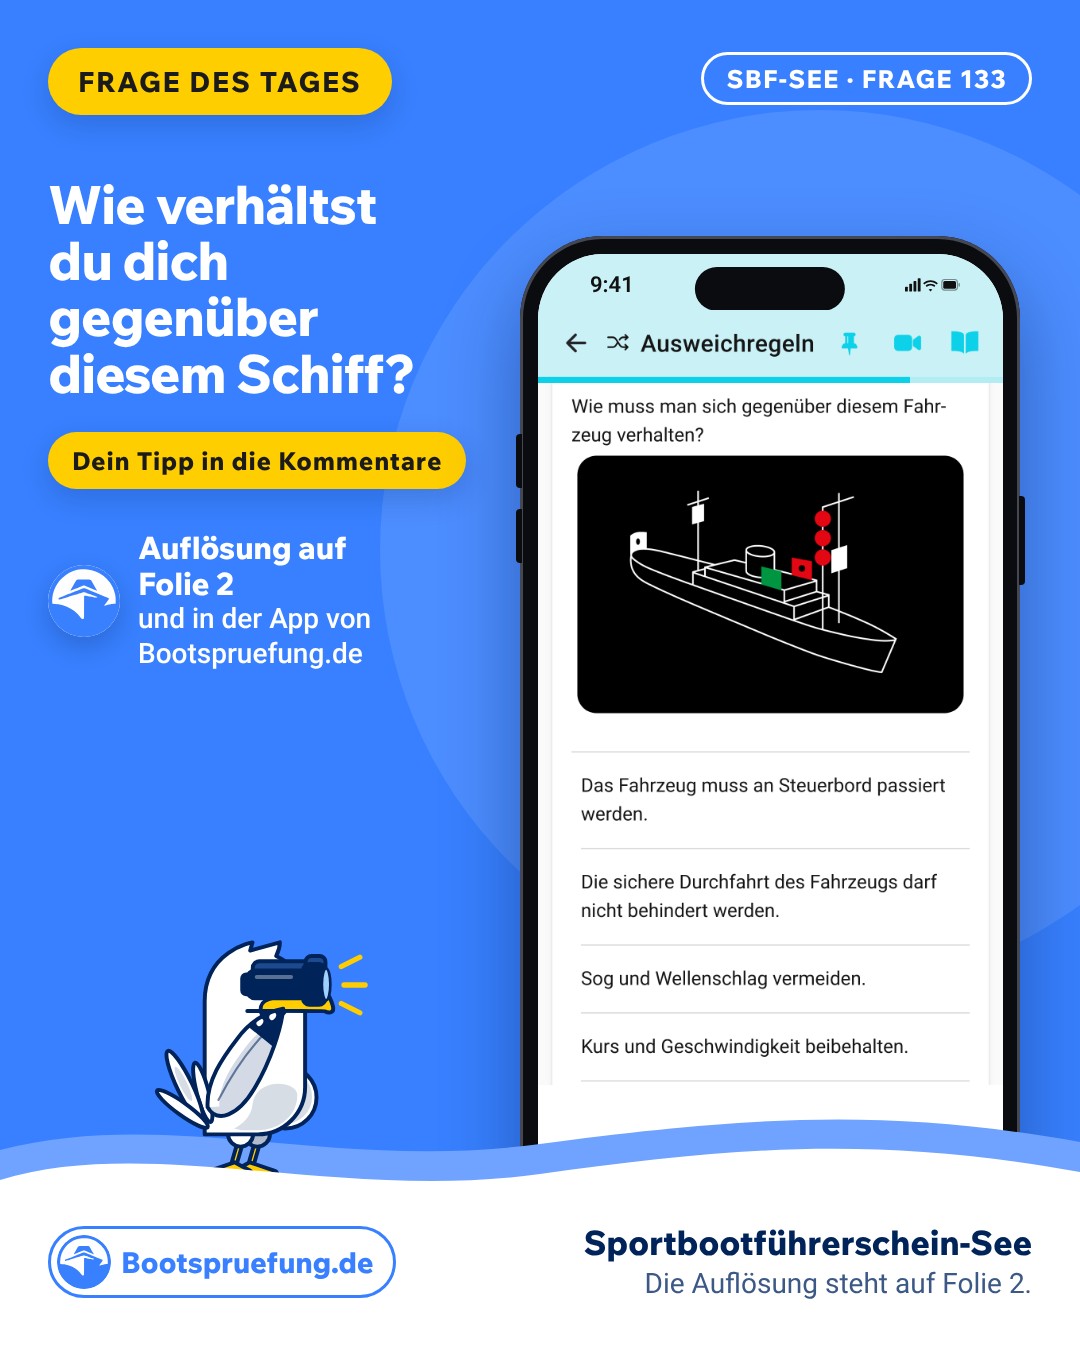 FRAGE DES TAGES
SBF-SEE · FRAGE 133
Wie verhältst
du dich
gegenüber
diesem Schiff?
Dein Tipp in die Kommentare
Auflösung auf
Folie 2
und in der App von
Bootspruefung.de
9:41
Ausweichregeln
Wie muss man sich gegenüber diesem Fahr-
zeug verhalten?
Das Fahrzeug muss an Steuerbord passiert
werden.
Die sichere Durchfahrt des Fahrzeugs darf
nicht behindert werden.
Sog und Wellenschlag vermeiden.
Kurs und Geschwindigkeit beibehalten.
Bootspruefung.de
Sportbootführerschein-See
Die Auflösung steht auf Folie 2.